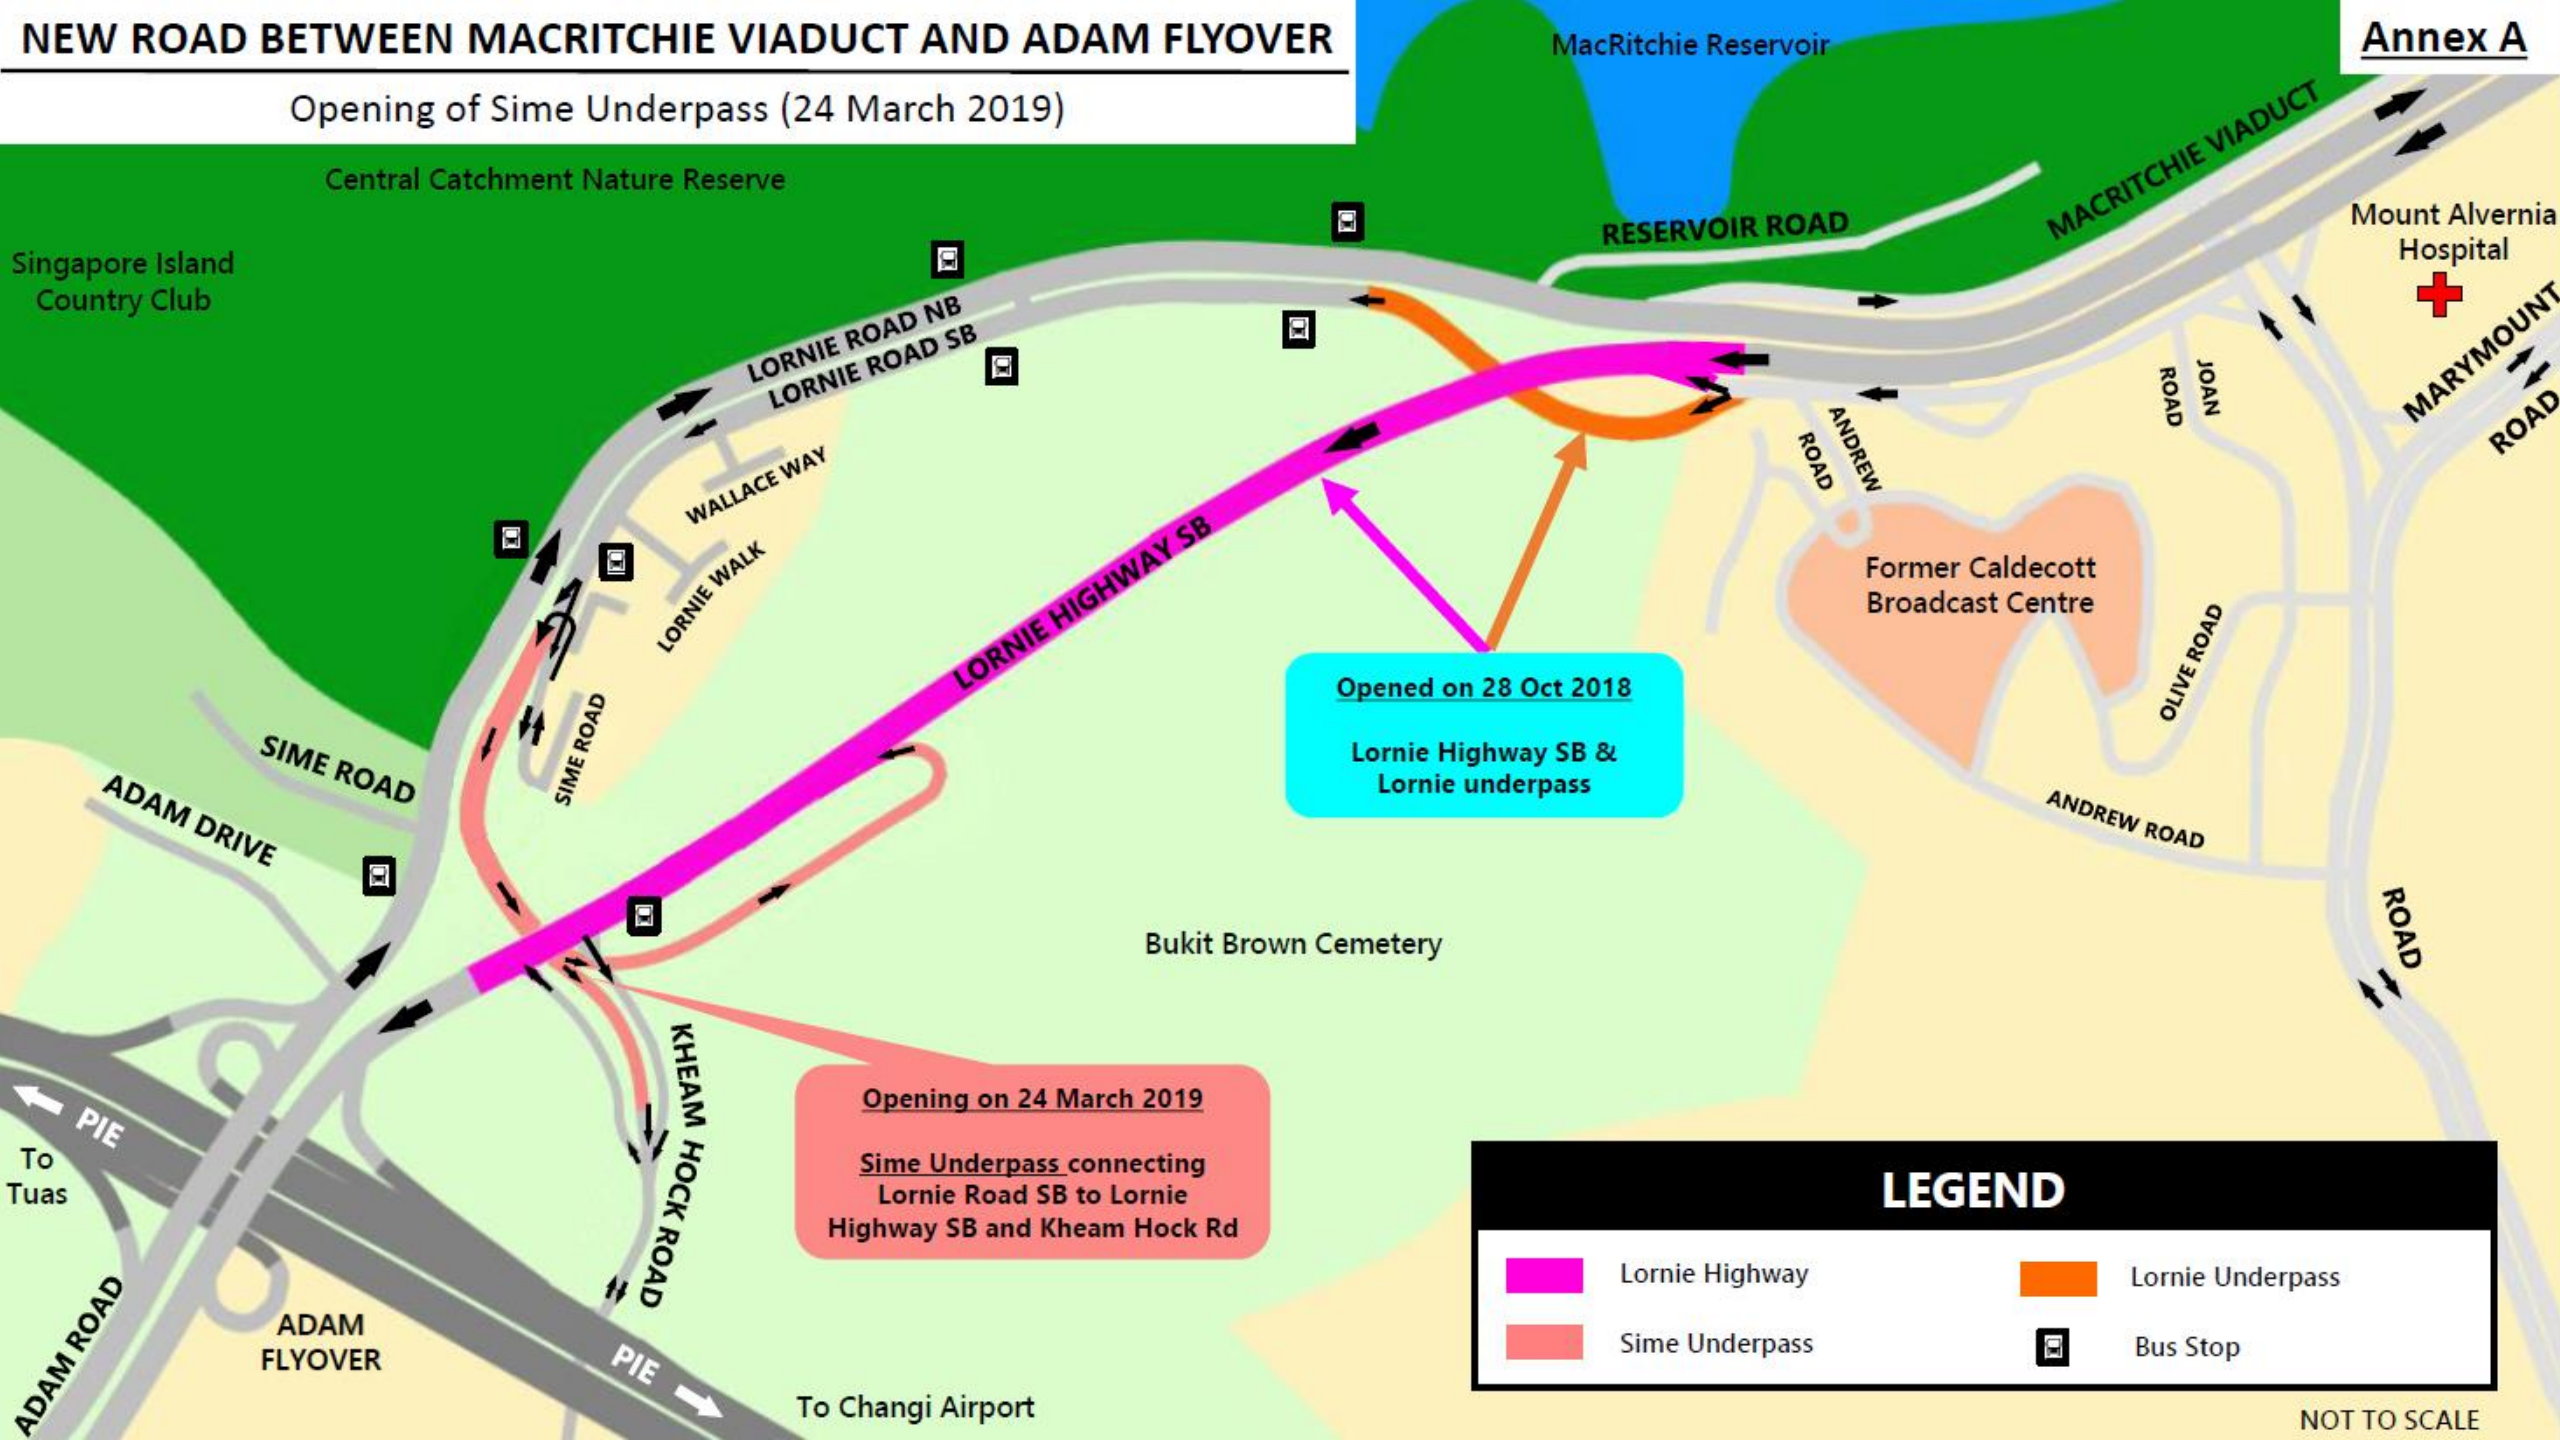 NEW ROAD BETWEEN MACRITCHIE VIADUCT AND ADAM FLYOVER
Opening of Sime Underpass (24 March 2019)
Annex A
MacRitchie Reservoir
Central Catchment Nature Reserve
Singapore Island
Country Club
RESERVOIR ROAD
MACRITCHIE VIADUCT
Mount Alvernia
Hospital
MARYMOUNT
ROAD
LORNIE ROAD NB
LORNIE ROAD SB
JOAN
ROAD
ANDREW
ROAD
WALLACE WAY
LORNIE WALK
LORNIE HIGHWAY SB
Former Caldecott
Broadcast Centre
OLIVE ROAD
Opened on 28 Oct 2018
Lornie Highway SB &
Lornie underpass
SIME ROAD
SIME ROAD
ADAM DRIVE
ANDREW ROAD
ROAD
Bukit Brown Cemetery
KHEAM HOCK ROAD
Opening on 24 March 2019
Sime Underpass connecting
Lornie Road SB to Lornie
Highway SB and Kheam Hock Rd
PIE
To
Tuas
ADAM ROAD
ADAM
FLYOVER
PIE
To Changi Airport
LEGEND
Lornie Highway
Lornie Underpass
Sime Underpass
Bus Stop
NOT TO SCALE